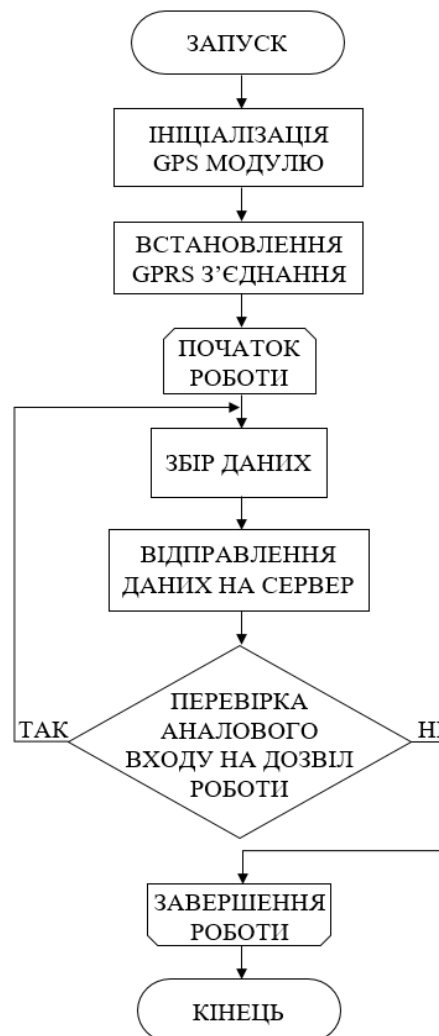 ЗАПУСК
ІНІЦІАЛІЗАЦІЯ
GPS МОДУЛЮ
ВСТАНОВЛЕННЯ
GPRS З’ЄДНАННЯ
ПОЧАТОК
РОБОТИ
ЗБІР ДАНИХ
ВІДПРАВЛЕННЯ
ДАНИХ НА СЕРВЕР
ПЕРЕВІРКА
АНАЛОВОГО
ВХОДУ НА ДОЗВІЛ
РОБОТИ
ТАК
ЗАВЕРШЕННЯ
РОБОТИ
КІНЕЦЬ